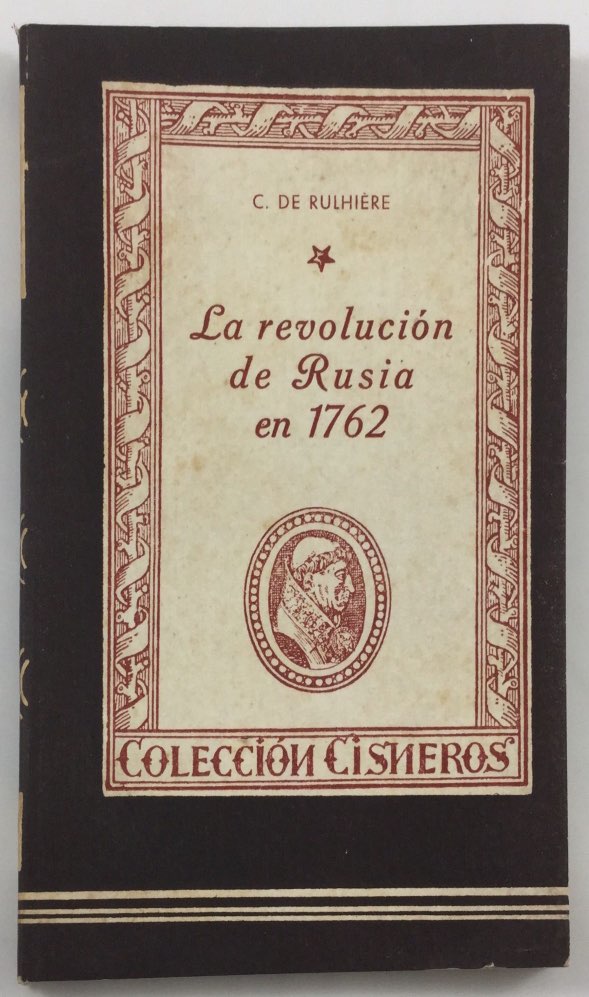 C. DE RULHIÈRE
La revolución
de Rusia
en 1762
COLECCIÓN CISNEROS